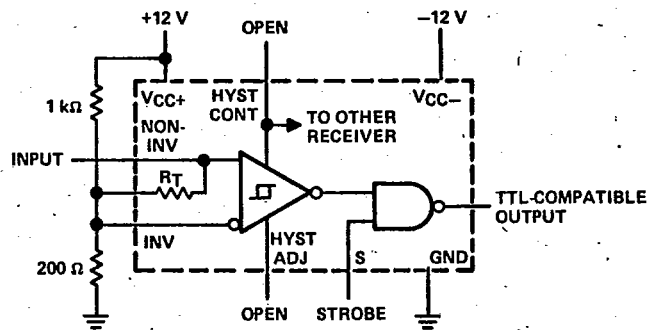 +12 V
−12 V
OPEN
1 kΩ
VCC+
HYST
CONT
VCC−
NON-
INV
TO OTHER
RECEIVER
INPUT
RT
TTL-COMPATIBLE
OUTPUT
INV
HYST
ADJ
S
GND
200 Ω
OPEN
STROBE